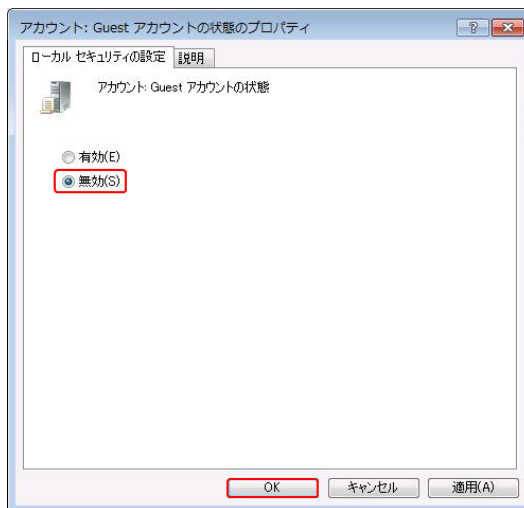 アカウント: Guest アカウントの状態のプロパティ
ローカル セキュリティの設定 説明
アカウント: Guest アカウントの状態
有効(E)
無効(S)
OK キャンセル 適用(A)